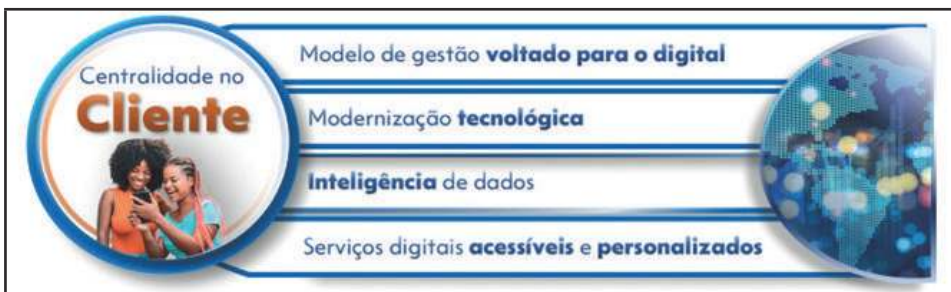 Centralidade no
Cliente
Modelo de gestão voltado para o digital
Modernização tecnológica
Inteligência de dados
Serviços digitais acessíveis e personalizados